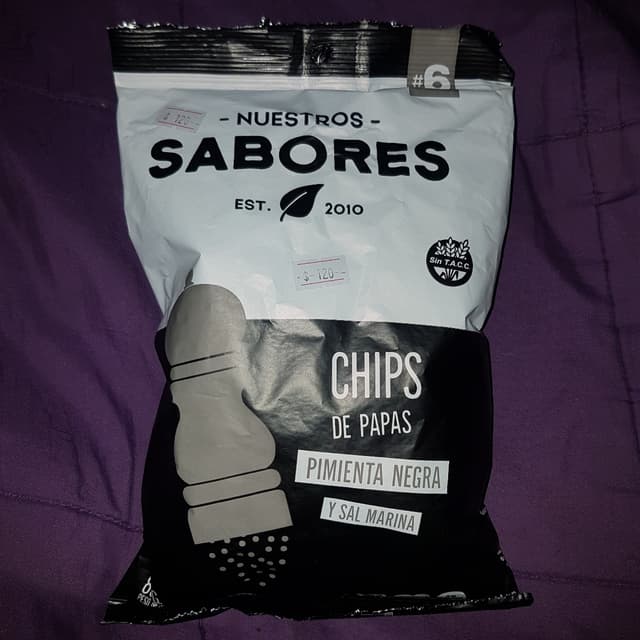 #6
$ 120
- NUESTROS -
SABORES
EST. 2010
Sin T.A.C.C.
$ 120
CHIPS
DE PAPAS
PIMIENTA NEGRA
Y SAL MARINA